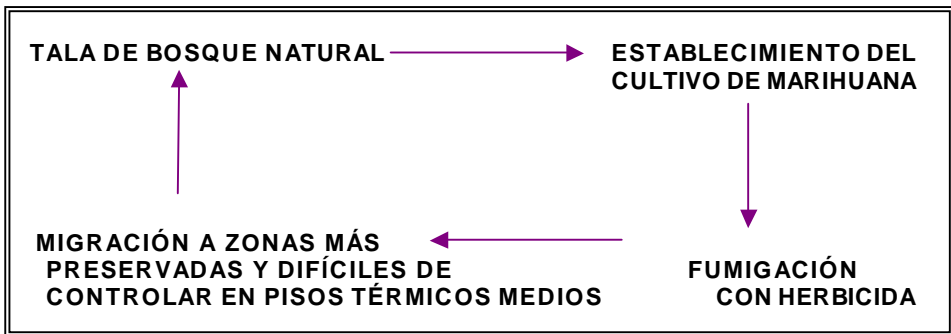 TALA DE BOSQUE NATURAL
ESTABLECIMIENTO DEL
CULTIVO DE MARIHUANA
MIGRACIÓN A ZONAS MÁS
PRESERVADAS Y DIFÍCILES DE
CONTROLAR EN PISOS TÉRMICOS MEDIOS
FUMIGACIÓN
CON HERBICIDA